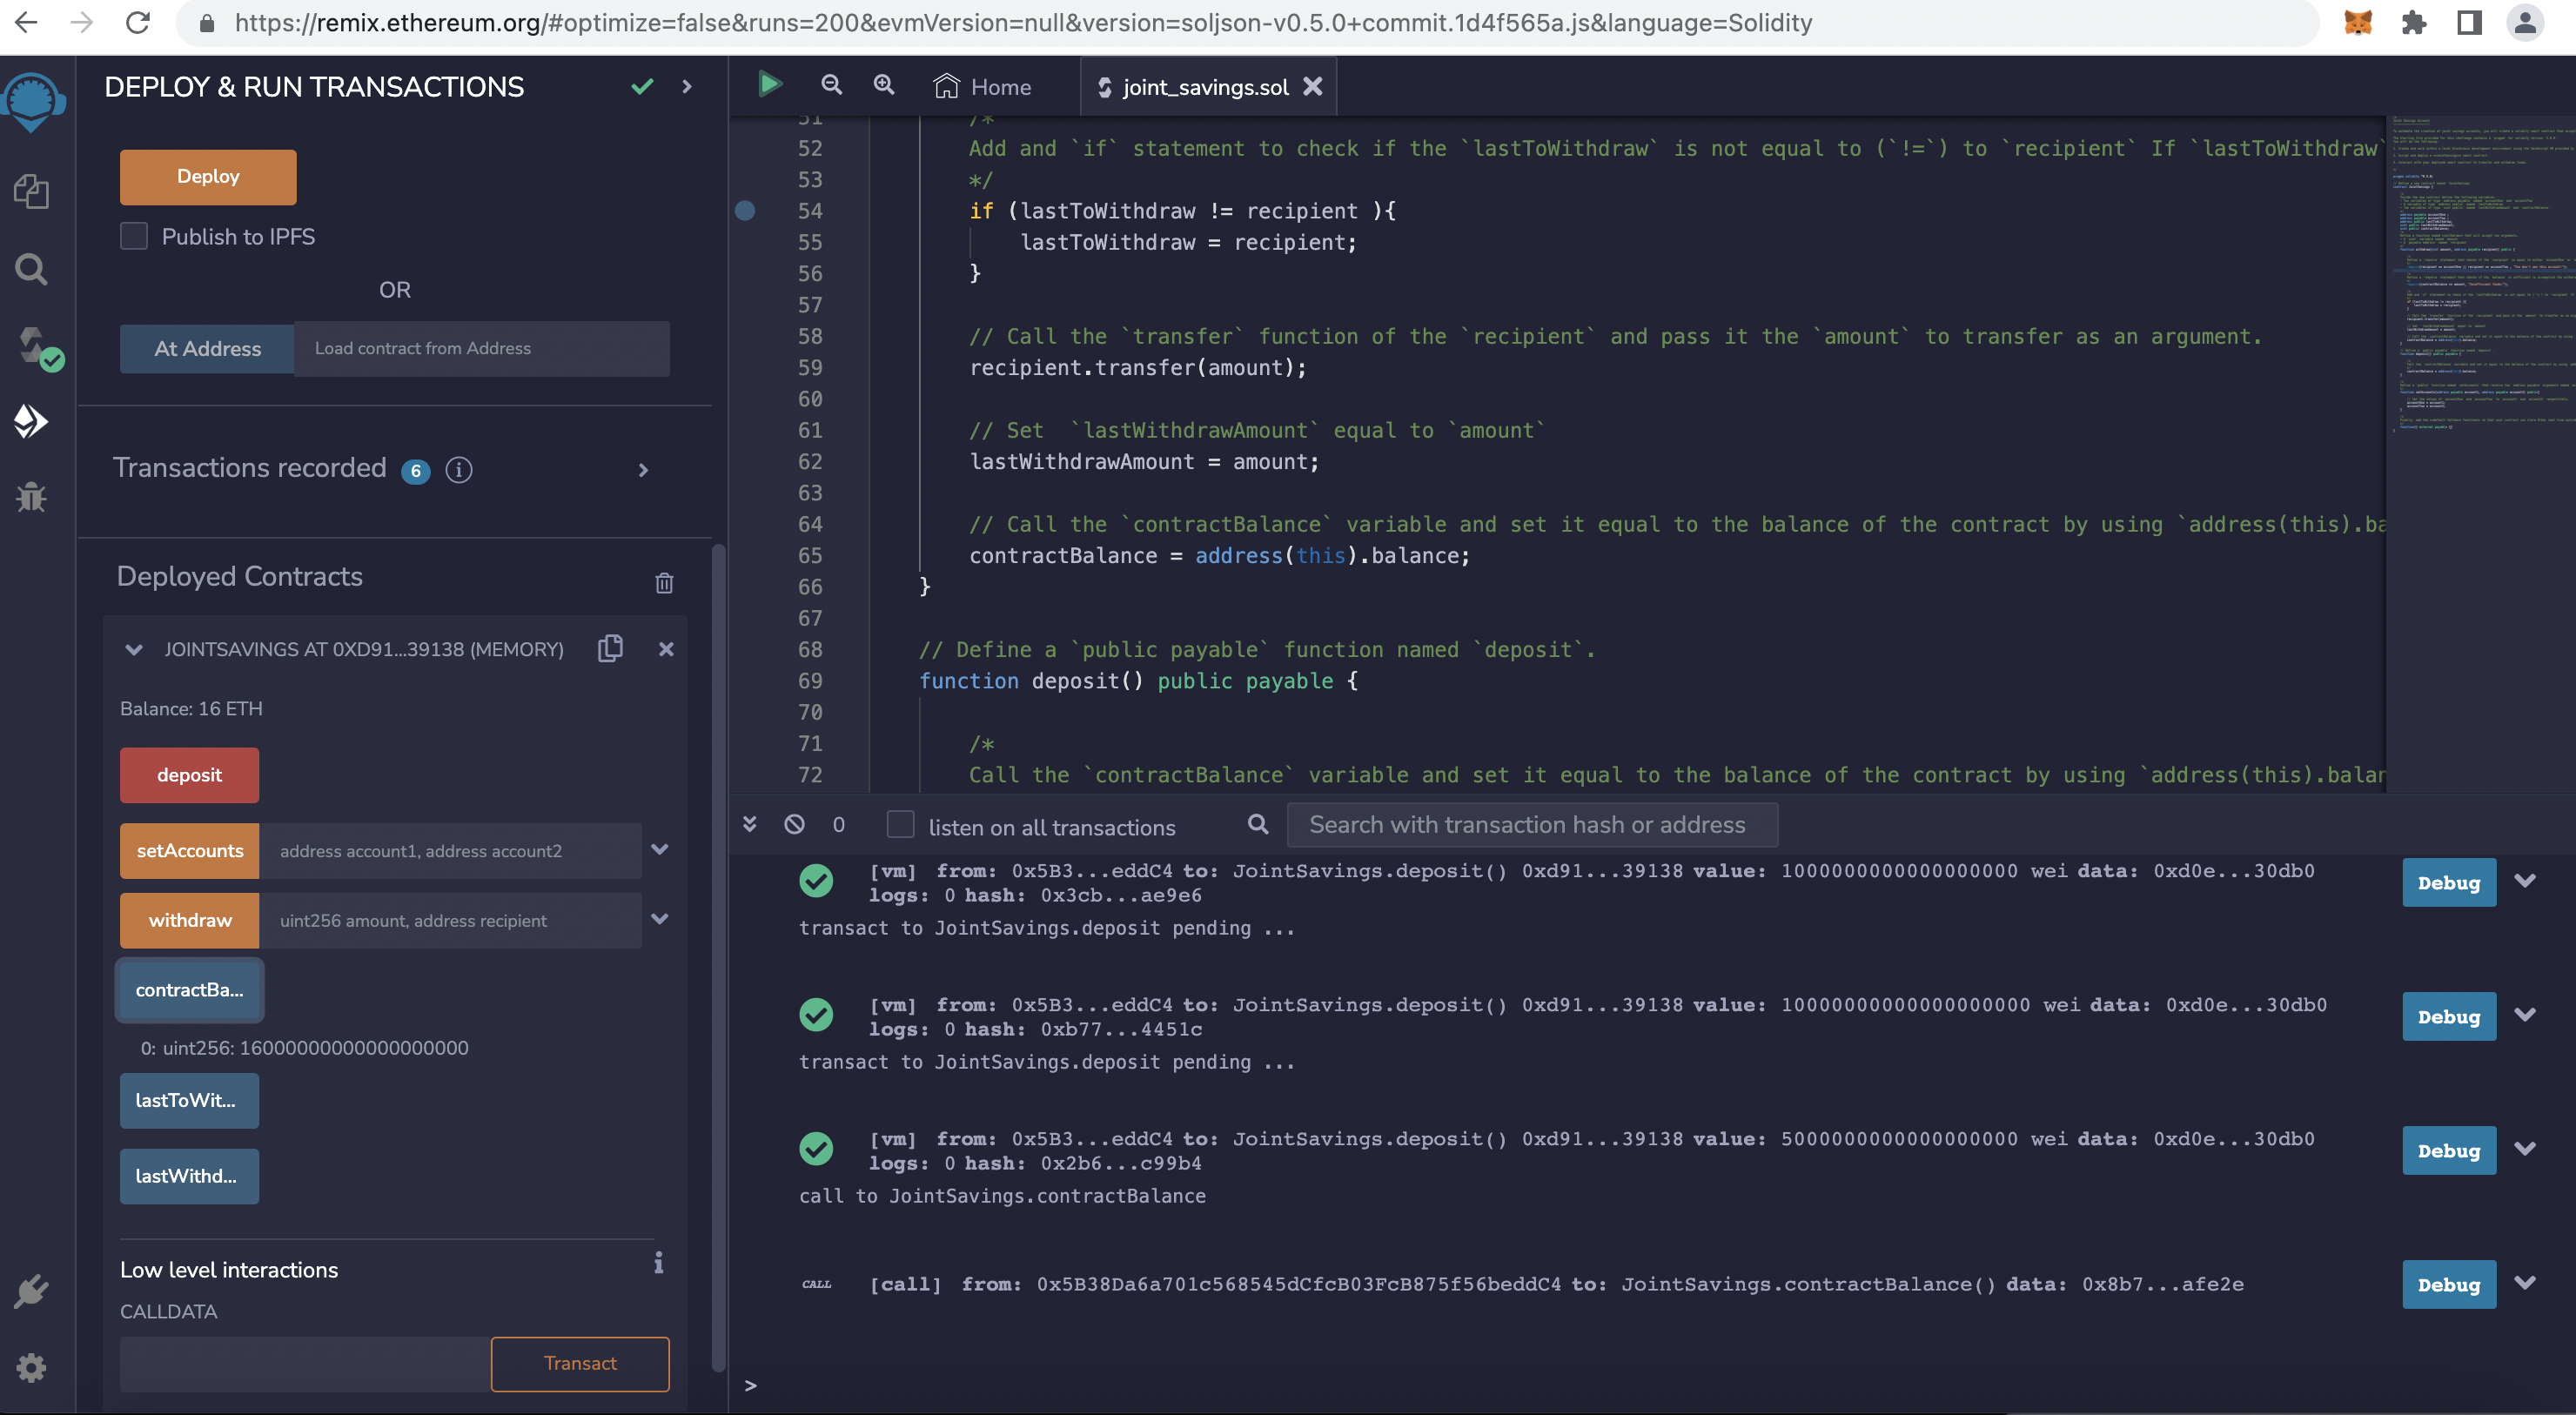 https://remix.ethereum.org/#optimize=false&runs=200&evmVersion=null&version=soljson-v0.5.0+commit.1d4f565a.js&language=Solidity
DEPLOY & RUN TRANSACTIONS
Deploy
Publish to IPFS
OR
At Address
Load contract from Address
Transactions recorded 6 i
Deployed Contracts
JOINTSAVINGS AT 0XD91...39138 (MEMORY)
Balance: 16 ETH
deposit
setAccounts
address account1, address account2
withdraw
uint256 amount, address recipient
contractBa...
0: uint256: 16000000000000000000
lastToWit...
lastWithd...
Low level interactions
i
CALLDATA
Transact
Home
joint_savings.sol
51 /*
52 Add and `if` statement to check if the `lastToWithdraw` is not equal to (`!=`) to `recipient` If `lastToWithdraw`
53 */
54 if (lastToWithdraw != recipient ){
55 lastToWithdraw = recipient;
56 }
57
58 // Call the `transfer` function of the `recipient` and pass it the `amount` to transfer as an argument.
59 recipient.transfer(amount);
60
61 // Set  `lastWithdrawAmount` equal to `amount`
62 lastWithdrawAmount = amount;
63
64 // Call the `contractBalance` variable and set it equal to the balance of the contract by using `address(this).ba
65 contractBalance = address(this).balance;
66 }
67
68 // Define a `public payable` function named `deposit`.
69 function deposit() public payable {
70
71 /*
72 Call the `contractBalance` variable and set it equal to the balance of the contract by using `address(this).balan
0
listen on all transactions
Search with transaction hash or address
[vm] from: 0x5B3...eddC4 to: JointSavings.deposit() 0xd91...39138 value: 1000000000000000000 wei data: 0xd0e...30db0
logs: 0 hash: 0x3cb...ae9e6
Debug
transact to JointSavings.deposit pending ...
[vm] from: 0x5B3...eddC4 to: JointSavings.deposit() 0xd91...39138 value: 10000000000000000000 wei data: 0xd0e...30db0
logs: 0 hash: 0xb77...4451c
Debug
transact to JointSavings.deposit pending ...
[vm] from: 0x5B3...eddC4 to: JointSavings.deposit() 0xd91...39138 value: 5000000000000000000 wei data: 0xd0e...30db0
logs: 0 hash: 0x2b6...c99b4
Debug
call to JointSavings.contractBalance
CALL [call] from: 0x5B38Da6a701c568545dCfcB03FcB875f56beddC4 to: JointSavings.contractBalance() data: 0x8b7...afe2e
Debug
>